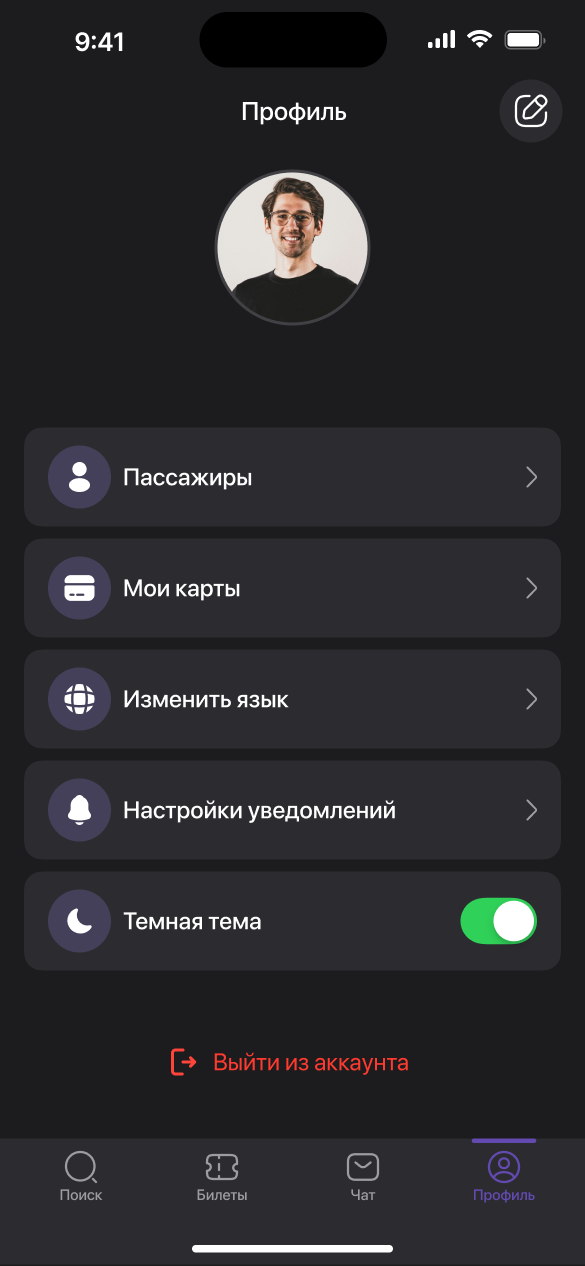 9:41
Профиль
Пассажиры
Мои карты
Изменить язык
Настройки уведомлений
Темная тема
Выйти из аккаунта
Поиск
Билеты
Чат
Профиль